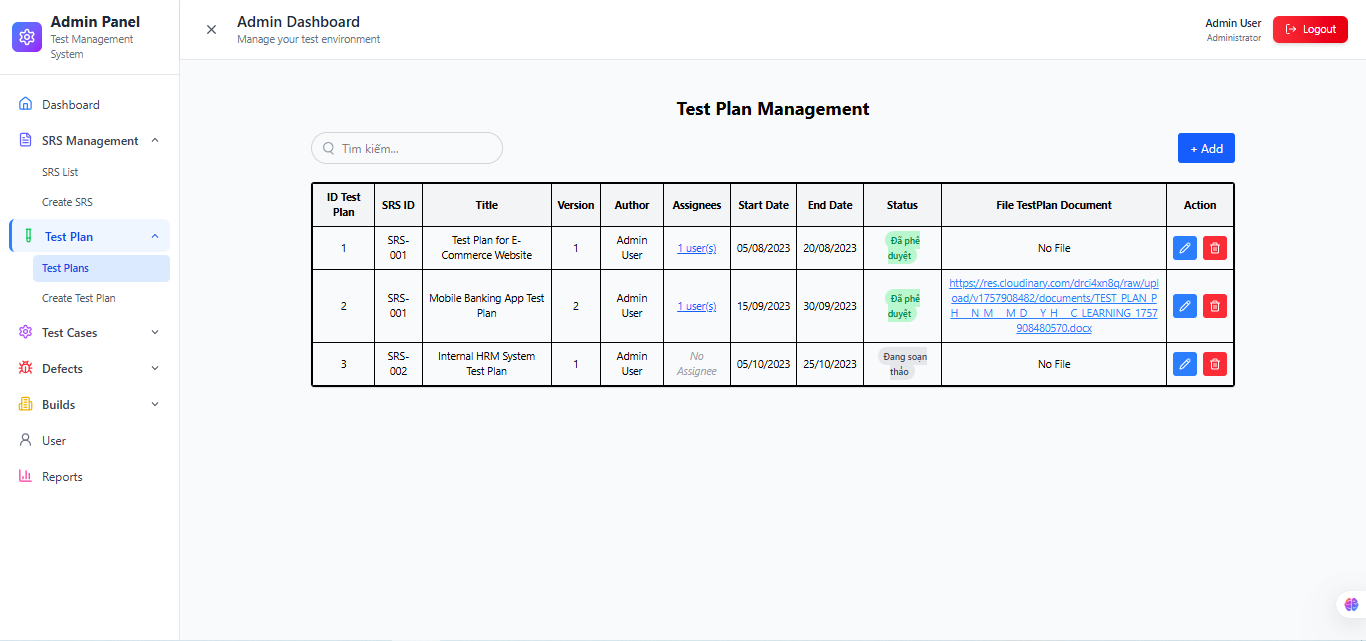 Admin Panel
Test Management
System
Admin Dashboard
Manage your test environment
Admin User
Administrator
Logout
Dashboard
SRS Management
SRS List
Create SRS
Test Plan
Test Plans
Create Test Plan
Test Cases
Defects
Builds
User
Reports
Test Plan Management
Tìm kiếm...
+ Add
ID Test
Plan
SRS ID
Title
Version
Author
Assignees
Start Date
End Date
Status
File TestPlan Document
Action
1
SRS-
001
Test Plan for E-
Commerce Website
1
Admin
User
1 user(s)
05/08/2023
20/08/2023
Đã phê
duyệt
No File
2
SRS-
001
Mobile Banking App Test
Plan
2
Admin
User
1 user(s)
15/09/2023
30/09/2023
Đã phê
duyệt
https://res.cloudinary.com/drci4xn8q/raw/upl
oad/v1757908482/documents/TEST_PLAN_P
H__N_M__M_D__Y_H__C_LEARNING_1757
908480570.docx
3
SRS-
002
Internal HRM System
Test Plan
1
Admin
User
No
Assignee
05/10/2023
25/10/2023
Đang soạn
thảo
No File